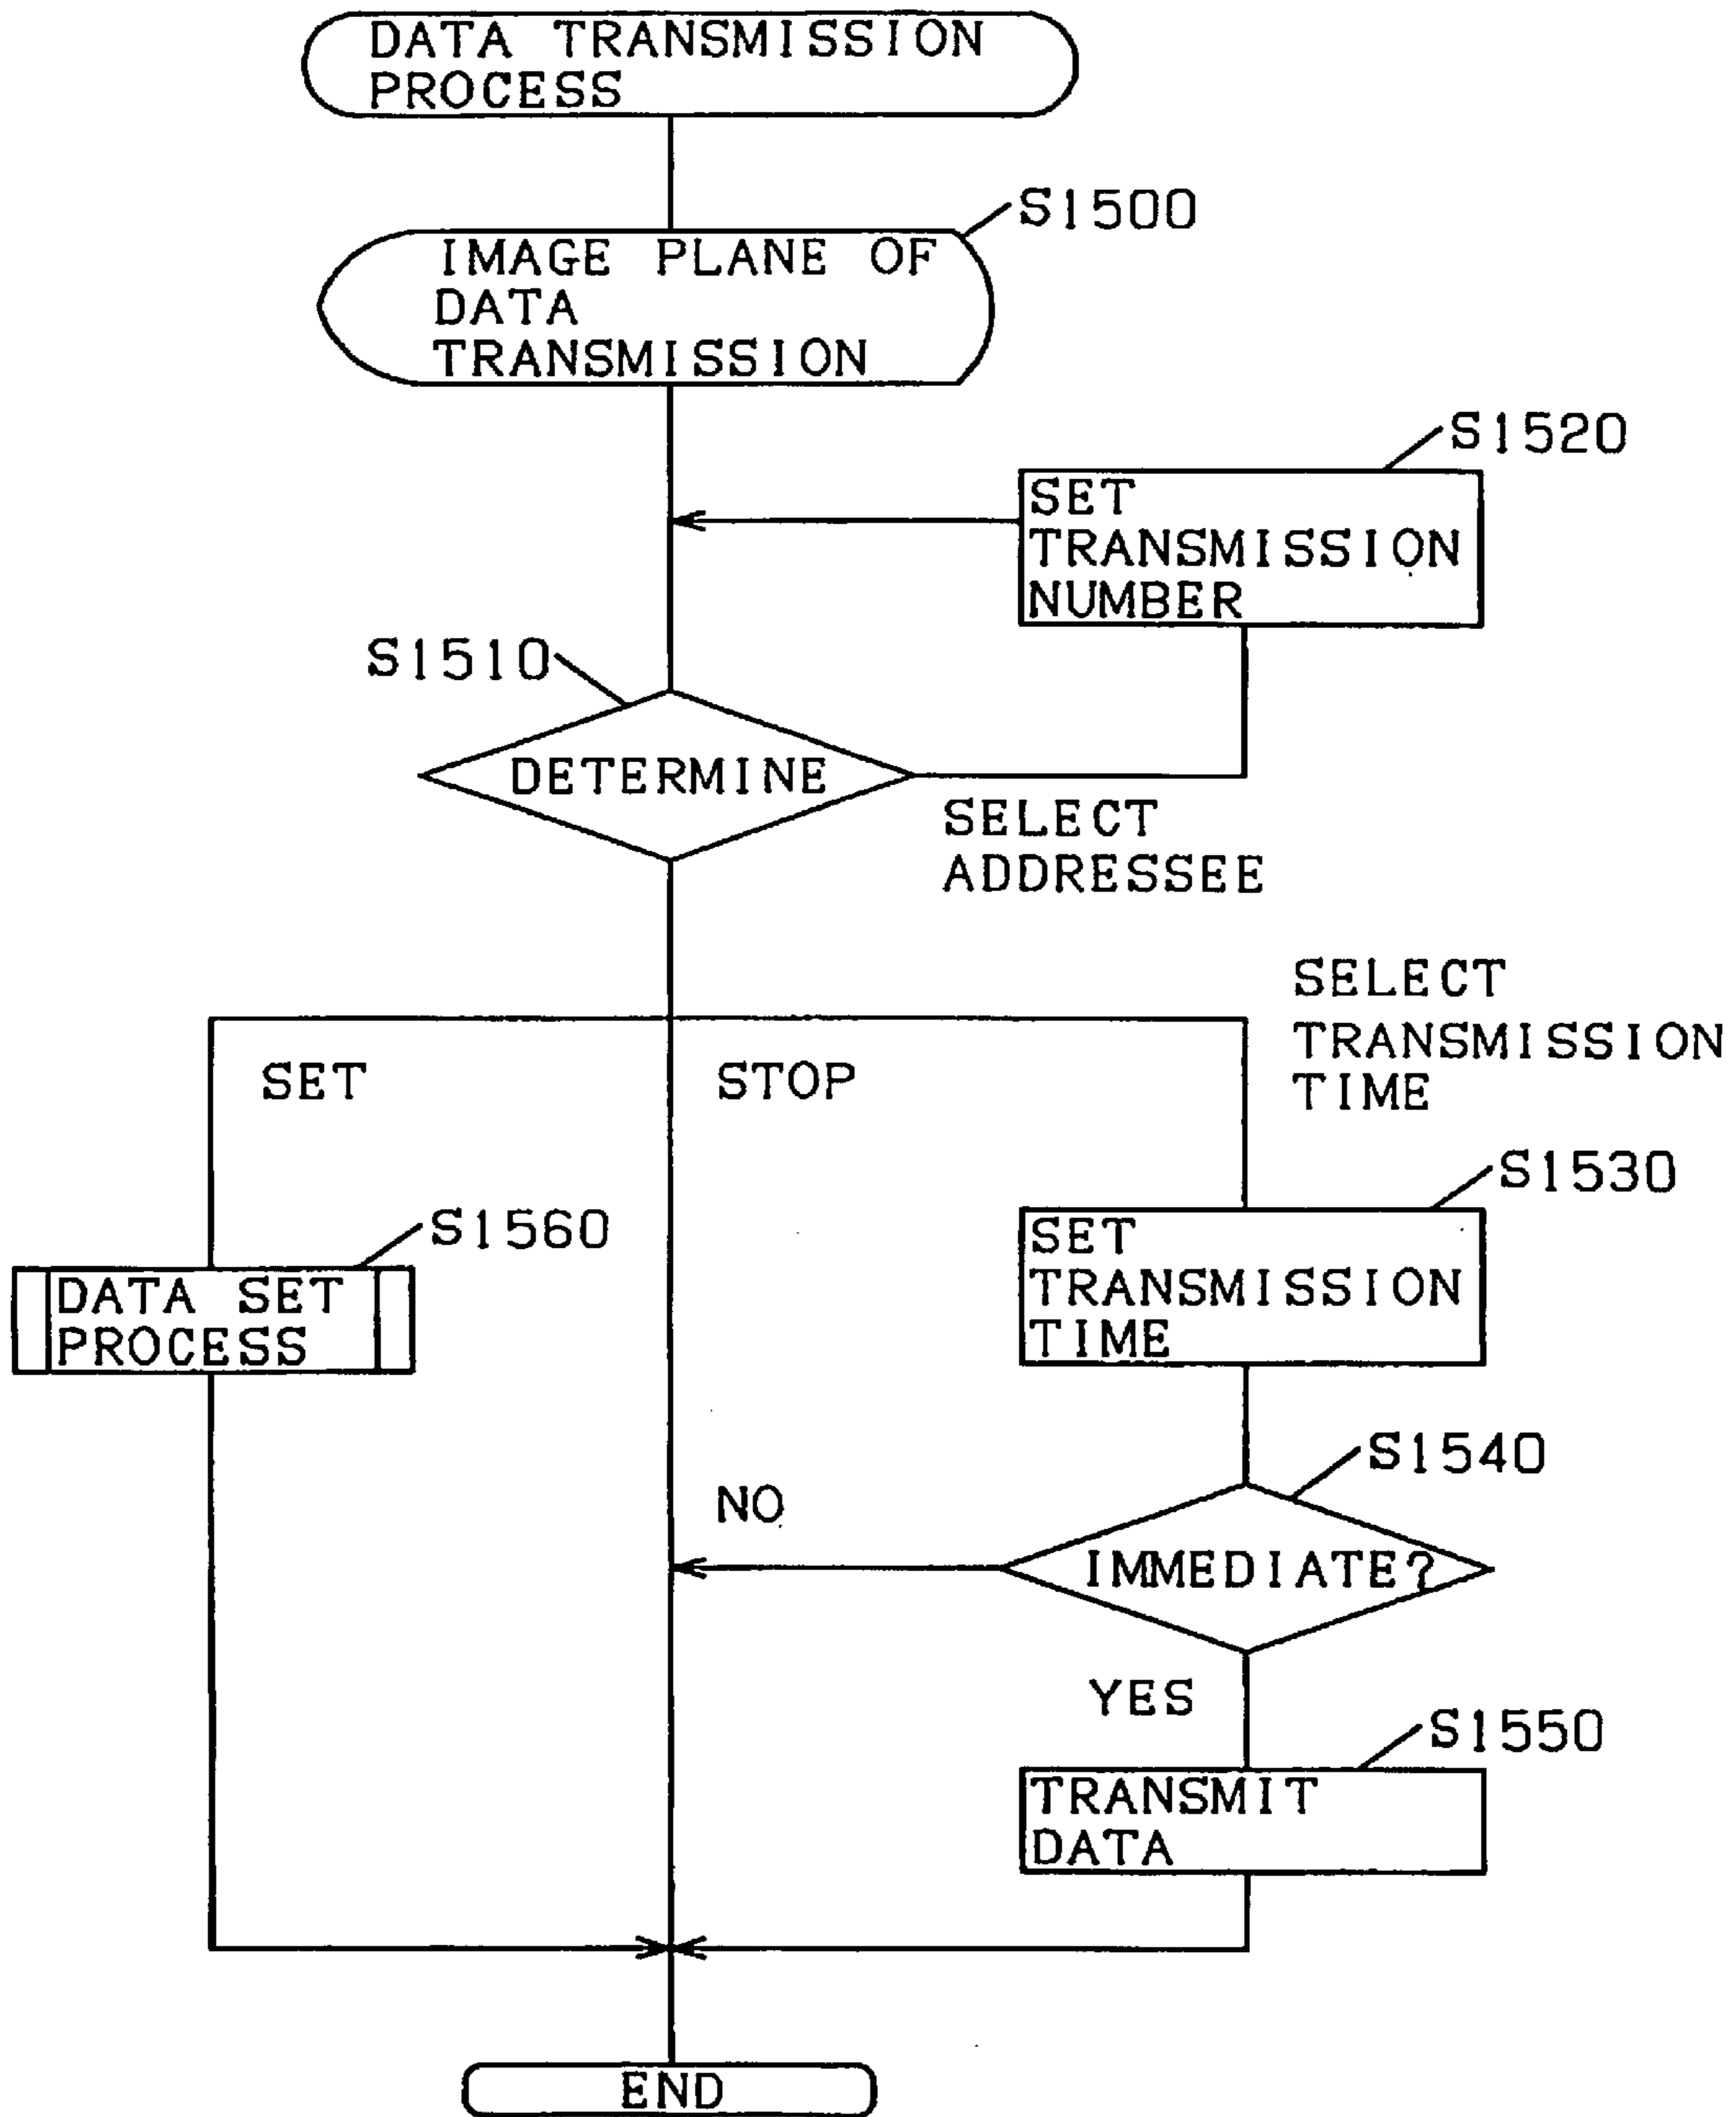 DATA TRANSMISSION
PROCESS
S1500
IMAGE PLANE OF
DATA
TRANSMISSION
S1520
SET
TRANSMISSION
NUMBER
S1510
DETERMINE
SELECT
ADDRESSEE
SELECT
TRANSMISSION
TIME
SET
STOP
S1530
S1560
SET
TRANSMISSION
TIME
DATA SET
PROCESS
S1540
NO
IMMEDIATE?
YES
S1550
TRANSMIT
DATA
END